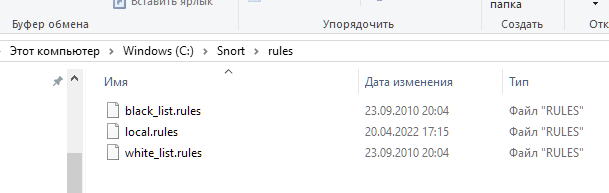 Вставить ярлык
папка
Буфер обмена Упорядочить Создать Отк
Этот компьютер > Windows (C:) > Snort > rules
Имя Дата изменения Тип
black_list.rules 23.09.2010 20:04 Файл "RULES"
local.rules 20.04.2022 17:15 Файл "RULES"
white_list.rules 23.09.2010 20:04 Файл "RULES"